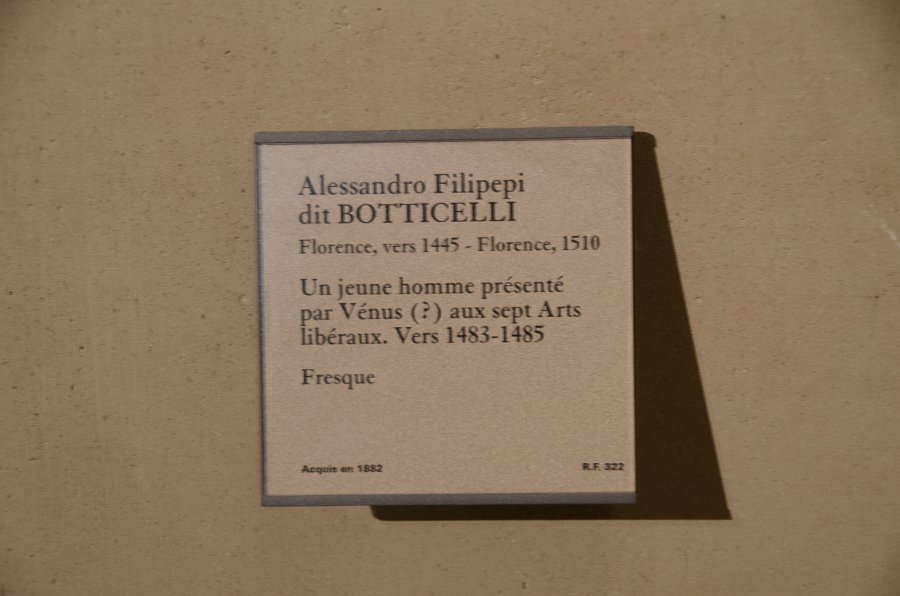 Alessandro Filipepi
dit BOTTICELLI
Florence, vers 1445 - Florence, 1510
Un jeune homme présenté
par Vénus (?) aux sept Arts
libéraux. Vers 1483-1485
Fresque
Acquis en 1882
R.F. 322